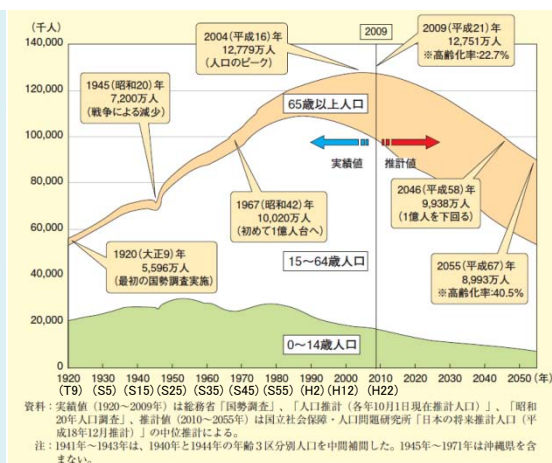 (千人)
140,000
120,000
100,000
80,000
60,000
40,000
20,000
0
2004(平成16)年
12,779万人
(人口のピーク)
2009
2009(平成21)年
12,751万人
※高齢化率:22.7%
1945(昭和20)年
7,200万人
(戦争による減少)
65歳以上人口
実績値
推計値
1967(昭和42)年
10,020万人
(初めて1億人台へ)
2046(平成58)年
9,938万人
(1億人を下回る)
1920(大正9)年
5,596万人
(最初の国勢調査実施)
15~64歳人口
2055(平成67)年
8,993万人
※高齢化率:40.5%
0~14歳人口
1920 1930 1940 1950 1960 1970 1980 1990 2000 2010 2020 2030 2040 2050 (年)
(T9) (S5) (S15) (S25) (S35) (S45) (S55) (H2) (H12) (H22)
資料:実績値(1920~2009年)は総務省「国勢調査」、「人口推計(各年10月1日現在推計人口)」、「昭和
20年人口調査」、推計値(2010~2055年)は国立社会保障・人口問題研究所「日本の将来推計人口(平
成18年12月推計)」の中位推計による。
注:1941年~1943年は、1940年と1944年の年齢3区分別人口を中間補間した。1945年~1971年は沖縄県を含
まない。